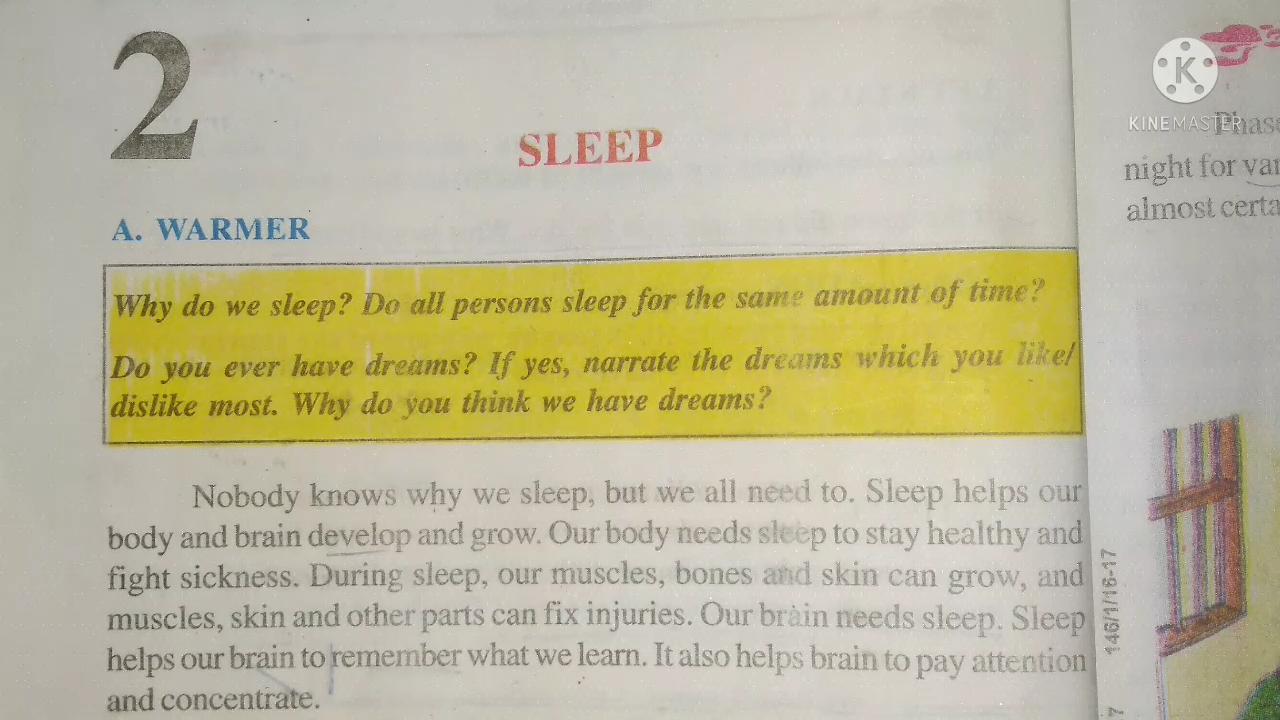 2
SLEEP
A. WARMER
Why do we sleep? Do all persons sleep for the same amount of time?
Do you ever have dreams? If yes, narrate the dreams which you like/
dislike most. Why do you think we have dreams?
Nobody knows why we sleep, but we all need to. Sleep helps our
body and brain develop and grow. Our body needs sleep to stay healthy and
fight sickness. During sleep, our muscles, bones and skin can grow, and
muscles, skin and other parts can fix injuries. Our brain needs sleep. Sleep
helps our brain to remember what we learn. It also helps brain to pay attention
and concentrate.
K
KINEMASTER
night for
almost
146/1/16-17
7